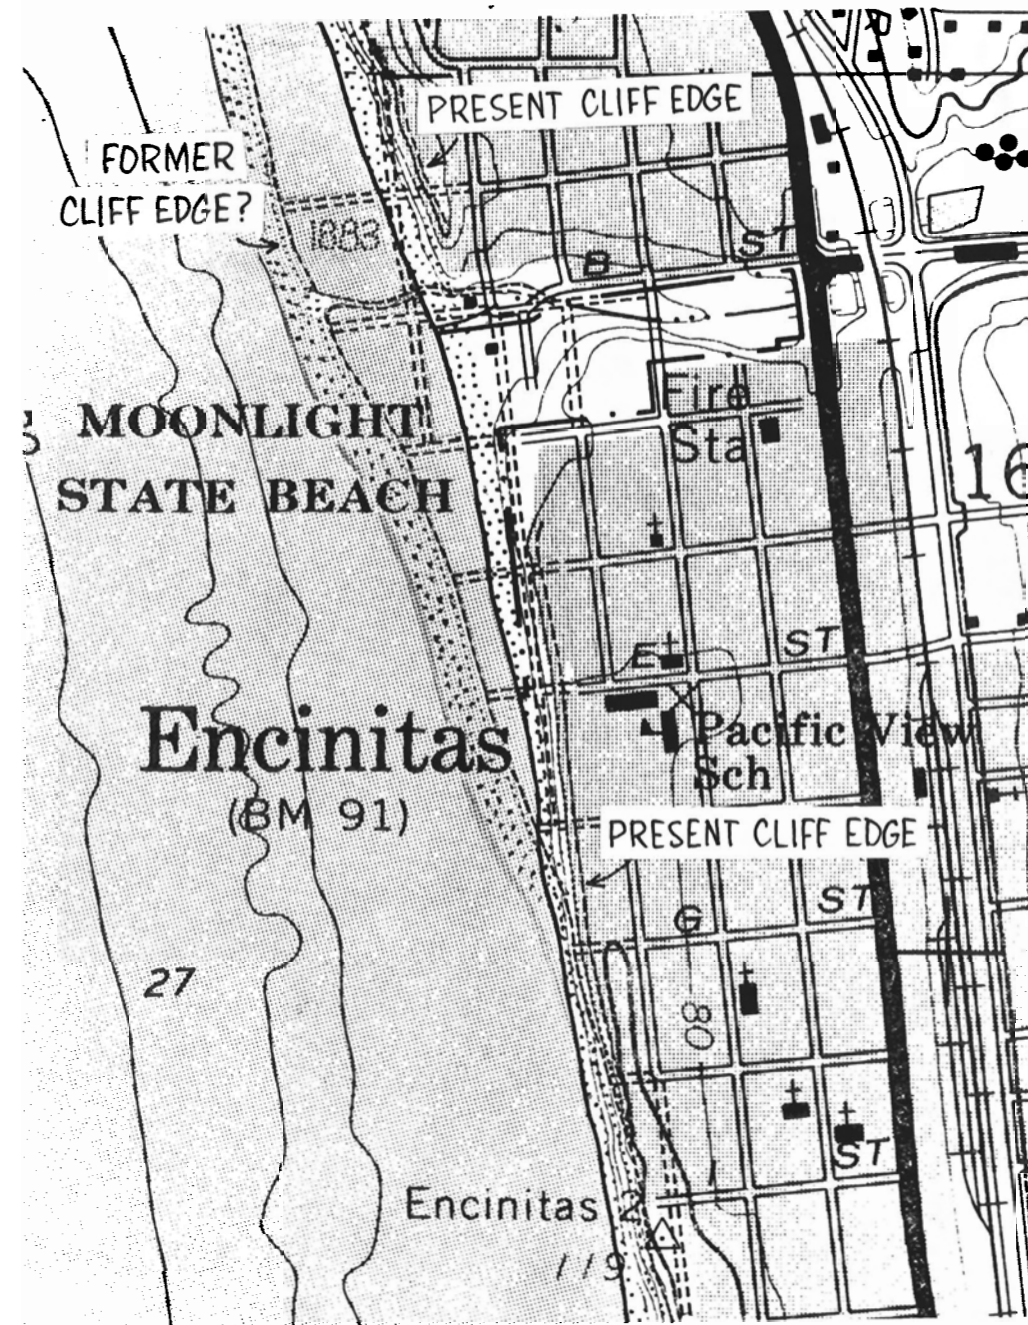 PRESENT CLIFF EDGE
FORMER
CLIFF EDGE?
1883
B ST
Fire
Sta
16
MOONLIGHT
STATE BEACH
E ST
Pacific View
Sch
Encinitas
(BM 91)
PRESENT CLIFF EDGE
G ST
27
80
I ST
Encinitas 2
119